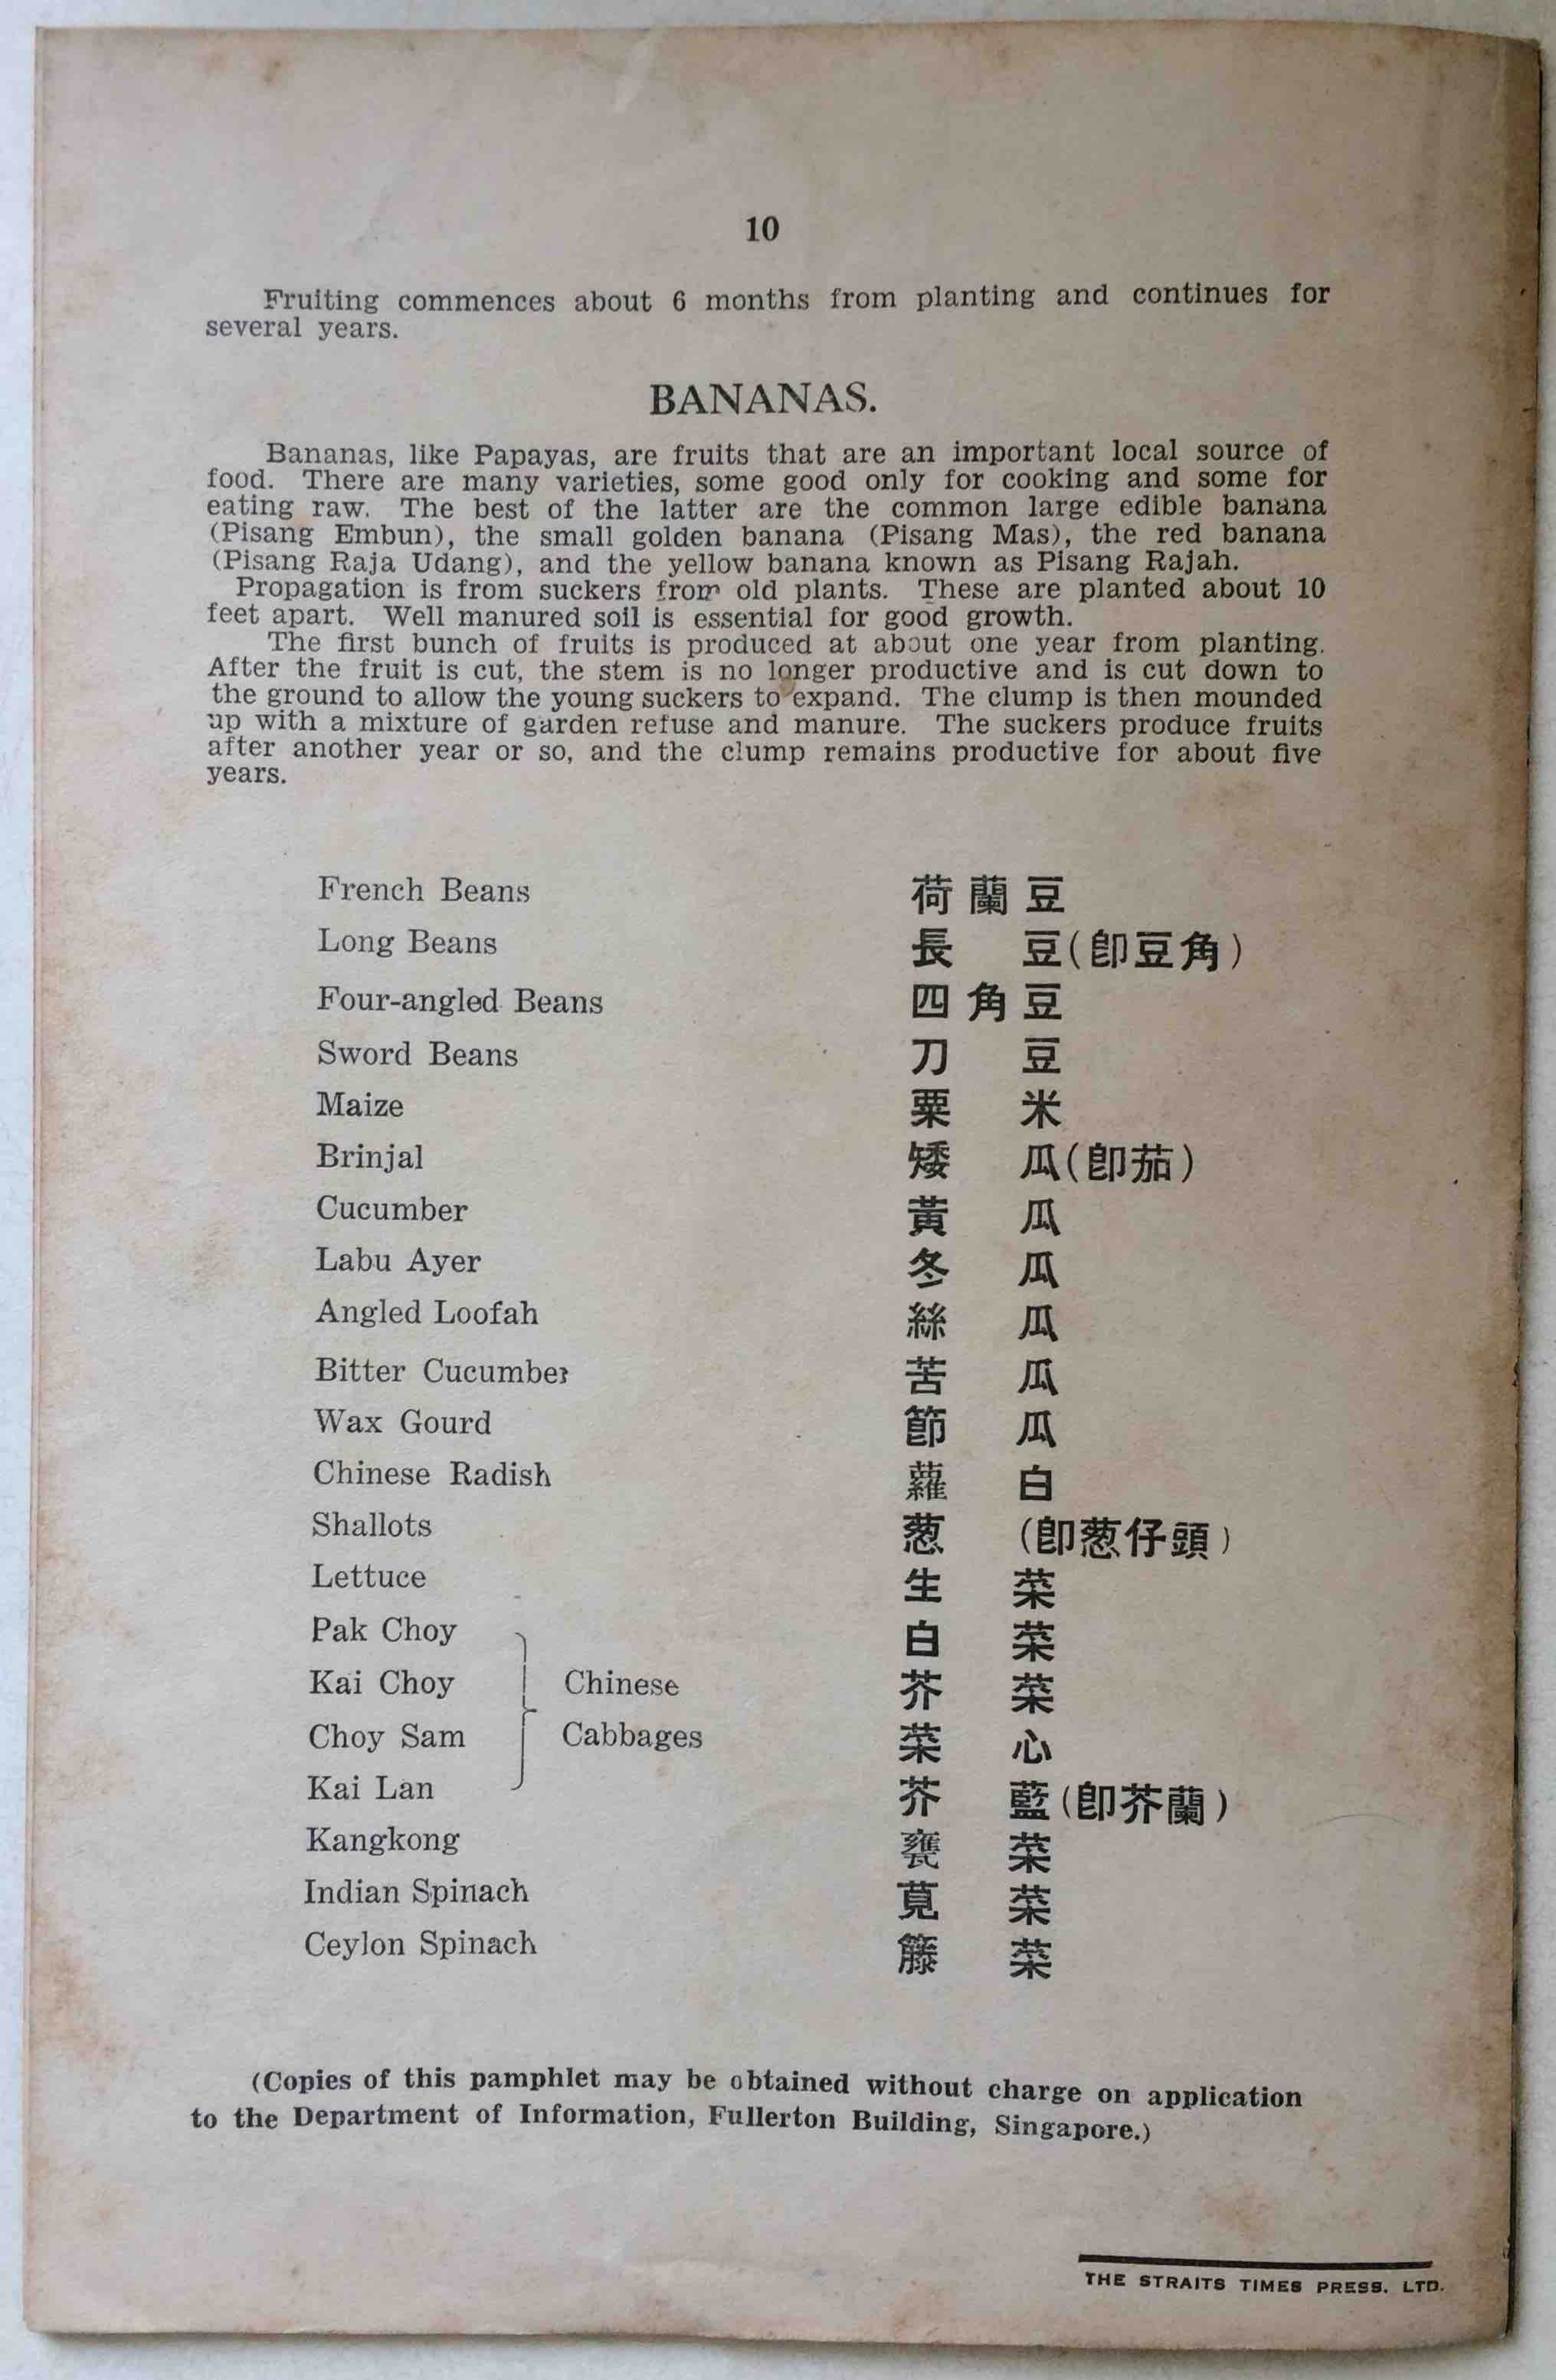 10
Fruiting commences about 6 months from planting and continues for
several years.
BANANAS.
Bananas, like Papayas, are fruits that are an important local source of
food. There are many varieties, some good only for cooking and some for
eating raw. The best of the latter are the common large edible banana
(Pisang Embun), the small golden banana (Pisang Mas), the red banana
(Pisang Raja Udang), and the yellow banana known as Pisang Rajah.
Propagation is from suckers from old plants. These are planted about 10
feet apart. Well manured soil is essential for good growth.
The first bunch of fruits is produced at about one year from planting.
After the fruit is cut, the stem is no longer productive and is cut down to
the ground to allow the young suckers to expand. The clump is then mounded
up with a mixture of garden refuse and manure. The suckers produce fruits
after another year or so, and the clump remains productive for about five
years.
French Beans 荷蘭豆
Long Beans 長豆(卽豆角)
Four-angled Beans 四角豆
Sword Beans 刀豆
Maize 粟米
Brinjal 矮瓜(卽茄)
Cucumber 黃瓜
Labu Ayer 冬瓜
Angled Loofah 絲瓜
Bitter Cucumber 苦瓜
Wax Gourd 節瓜
Chinese Radish 蘿白
Shallots 葱(卽葱仔頭)
Lettuce 生菜
Pak Choy 白菜
Kai Choy Chinese 芥菜
Choy Sam Cabbages 菜心
Kai Lan 芥藍(卽芥蘭)
Kangkong 甕菜
Indian Spinach 莧菜
Ceylon Spinach 籐菜
(Copies of this pamphlet may be obtained without charge on application
to the Department of Information, Fullerton Building, Singapore.)
THE STRAITS TIMES PRESS. LTD.